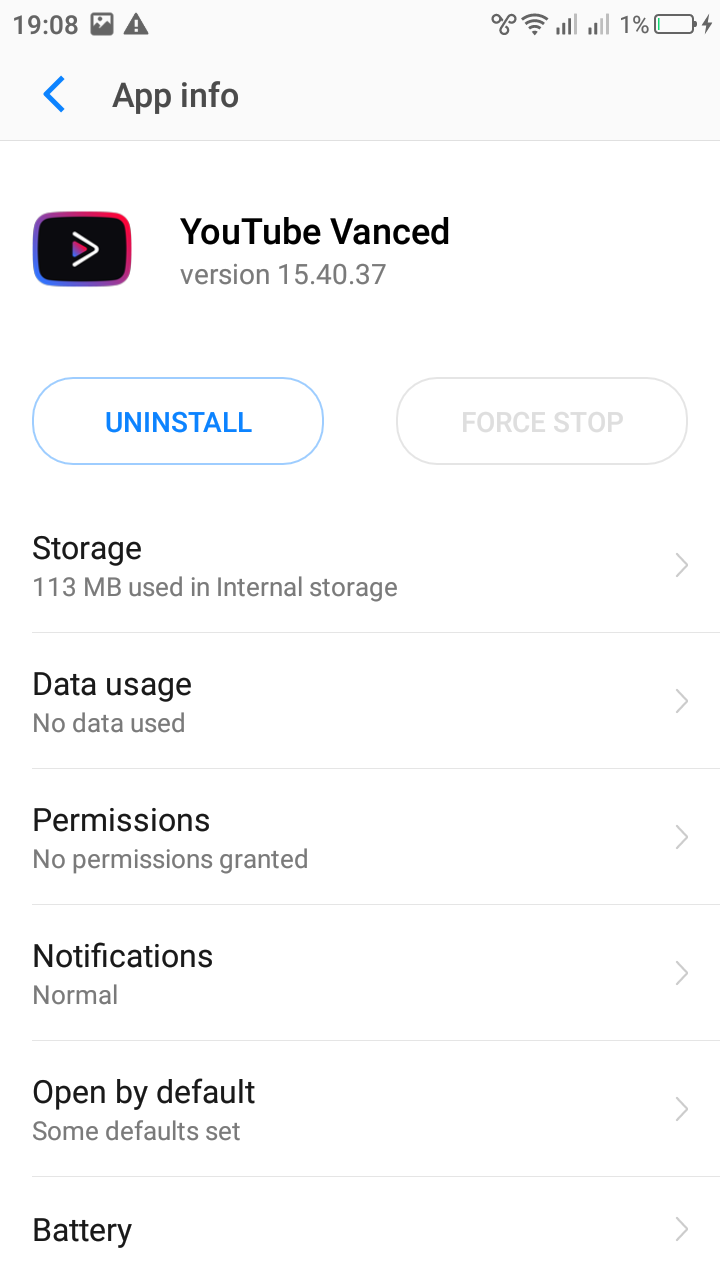 19:08 1%
App info
YouTube Vanced
version 15.40.37
UNINSTALL FORCE STOP
Storage
113 MB used in Internal storage
Data usage
No data used
Permissions
No permissions granted
Notifications
Normal
Open by default
Some defaults set
Battery